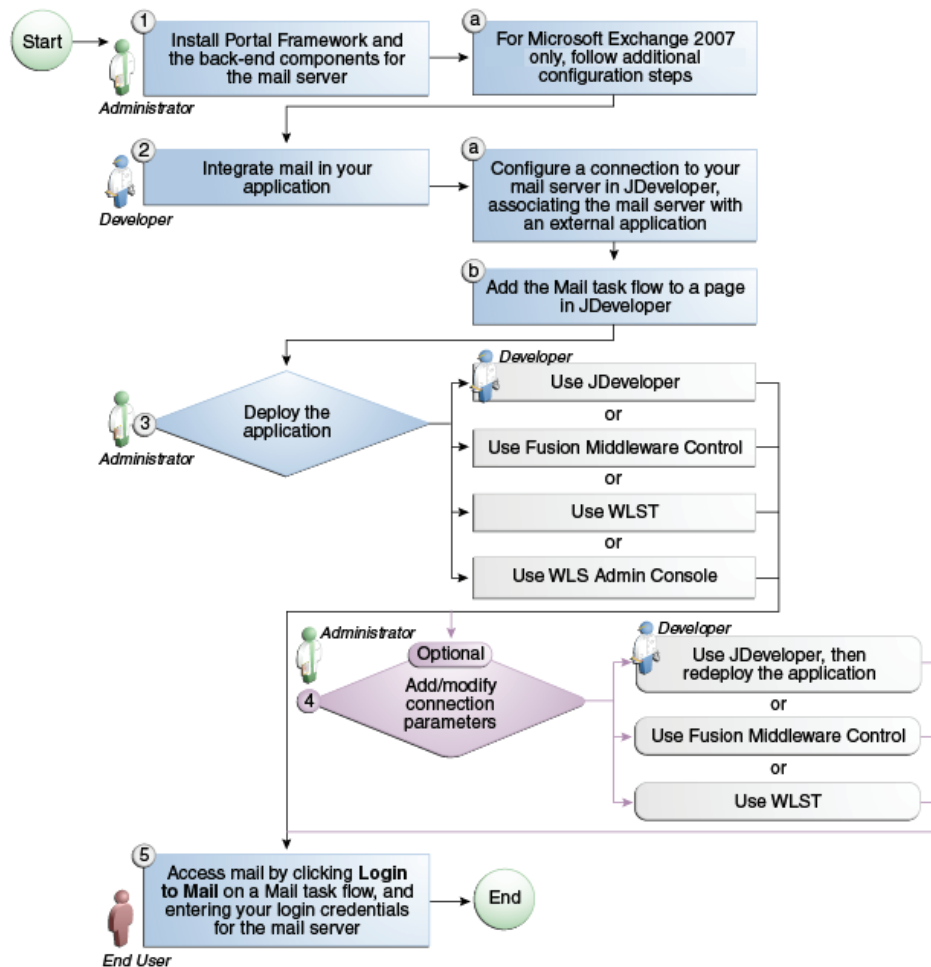 Start
1
Install Portal Framework and
the back-end components for
the mail server
Administrator
a
For Microsoft Exchange 2007
only, follow additional
configuration steps
2
Integrate mail in your
application
Developer
a
Configure a connection to your
mail server in JDeveloper,
associating the mail server with
an external application
b
Add the Mail task flow to a page
in JDeveloper
3
Deploy the
application
Administrator
Developer
Use JDeveloper
or
Use Fusion Middleware Control
or
Use WLST
or
Use WLS Admin Console
Administrator
Optional
4
Add/modify
connection
parameters
Developer
Use JDeveloper, then
redeploy the application
or
Use Fusion Middleware Control
or
Use WLST
5
Access mail by clicking Login
to Mail on a Mail task flow, and
entering your login credentials
for the mail server
End User
End